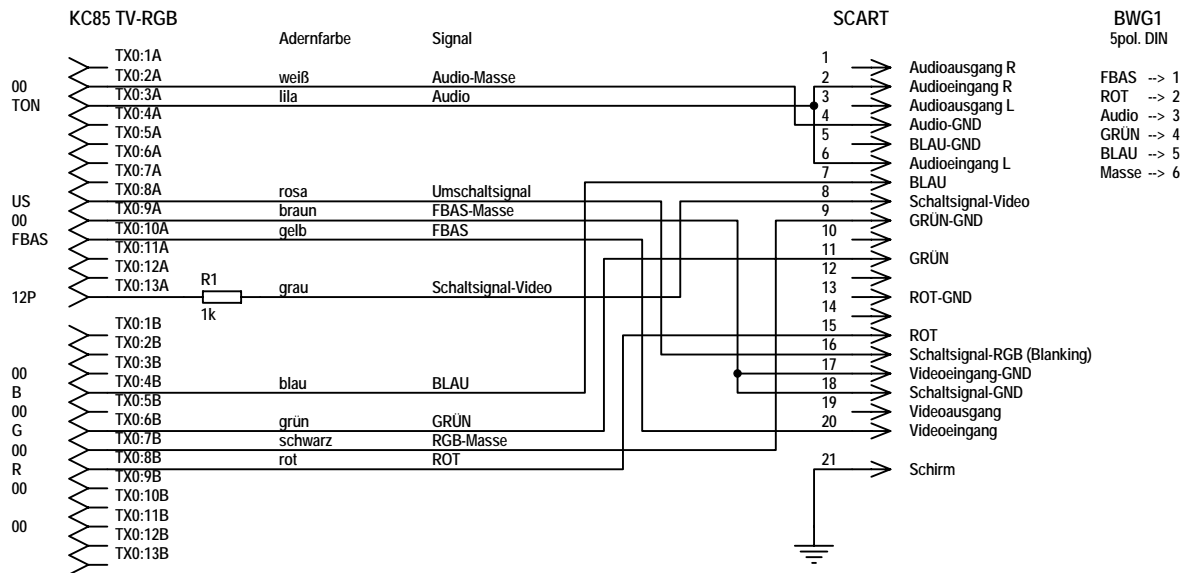 KC85 TV-RGB SCART BWG1
Adernfarbe Signal 5pol. DIN
TX0:1A 1 Audioausgang R
00 TX0:2A weiß Audio-Masse 2 Audioeingang R FBAS --> 1
TON TX0:3A lila Audio 3 Audioausgang L ROT --> 2
TX0:4A 4 Audio-GND Audio --> 3
TX0:5A 5 BLAU-GND GRÜN --> 4
TX0:6A 6 Audioeingang L BLAU --> 5
TX0:7A 7 BLAU Masse --> 6
US TX0:8A rosa Umschaltsignal 8 Schaltsignal-Video
00 TX0:9A braun FBAS-Masse 9 GRÜN-GND
FBAS TX0:10A gelb FBAS 10
TX0:11A 11 GRÜN
TX0:12A 12
12P TX0:13A R1 grau Schaltsignal-Video 13 ROT-GND
1k 14
TX0:1B 15 ROT
TX0:2B 16 Schaltsignal-RGB (Blanking)
00 TX0:3B 17 Videoeingang-GND
B TX0:4B blau BLAU 18 Schaltsignal-GND
00 TX0:5B 19 Videoausgang
G TX0:6B grün GRÜN 20 Videoeingang
00 TX0:7B schwarz RGB-Masse
R TX0:8B rot ROT 21 Schirm
00 TX0:9B
TX0:10B
00 TX0:11B
TX0:12B
TX0:13B